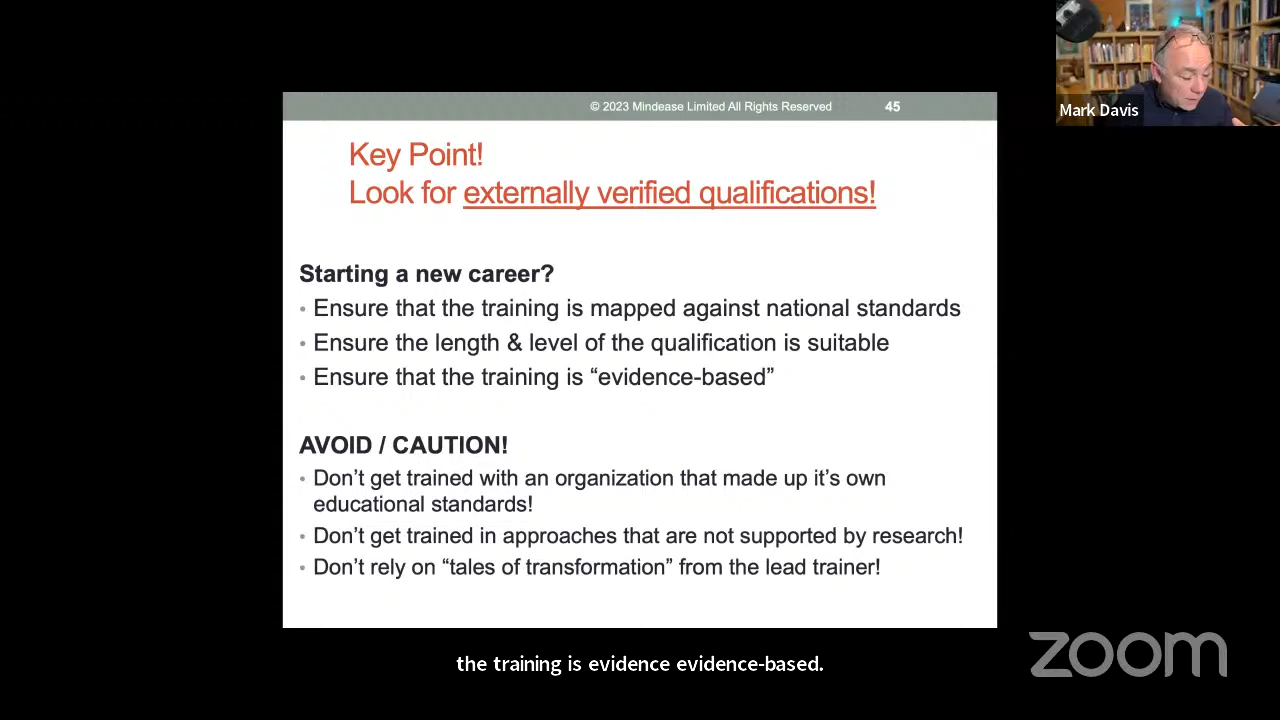 © 2023 Mindease Limited All Rights Reserved 45
Mark Davis
Key Point!
Look for externally verified qualifications!
Starting a new career?
• Ensure that the training is mapped against national standards
• Ensure the length & level of the qualification is suitable
• Ensure that the training is “evidence-based”
AVOID / CAUTION!
• Don’t get trained with an organization that made up it’s own
educational standards!
• Don’t get trained in approaches that are not supported by research!
• Don’t rely on “tales of transformation” from the lead trainer!
the training is evidence evidence-based.
zoom